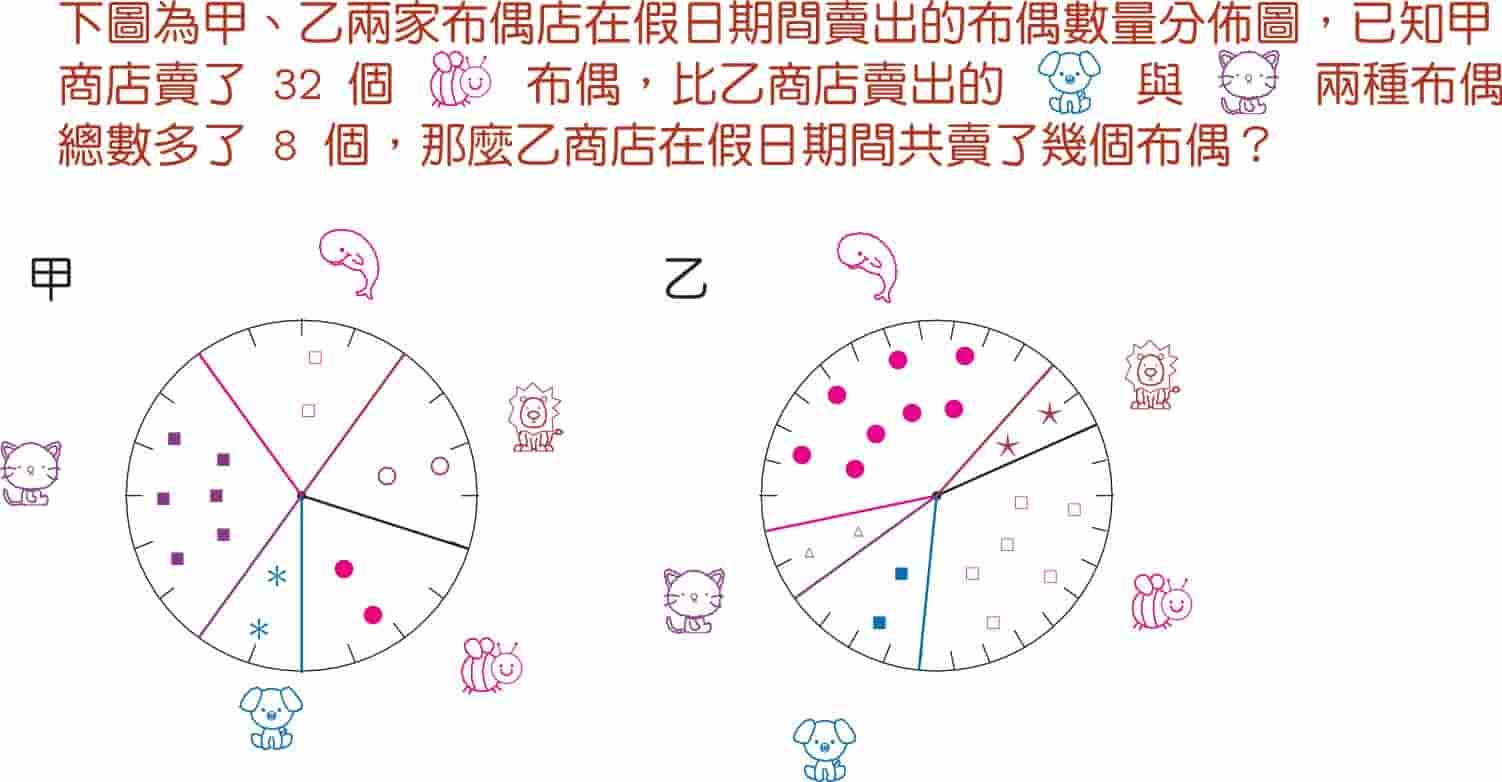 下圖為甲、乙兩家布偶店在假日期間賣出的布偶數量分佈圖，已知甲
商店賣了 32 個 布偶，比乙商店賣出的 與 兩種布偶
總數多了 8 個，那麼乙商店在假日期間共賣了幾個布偶？
甲 乙